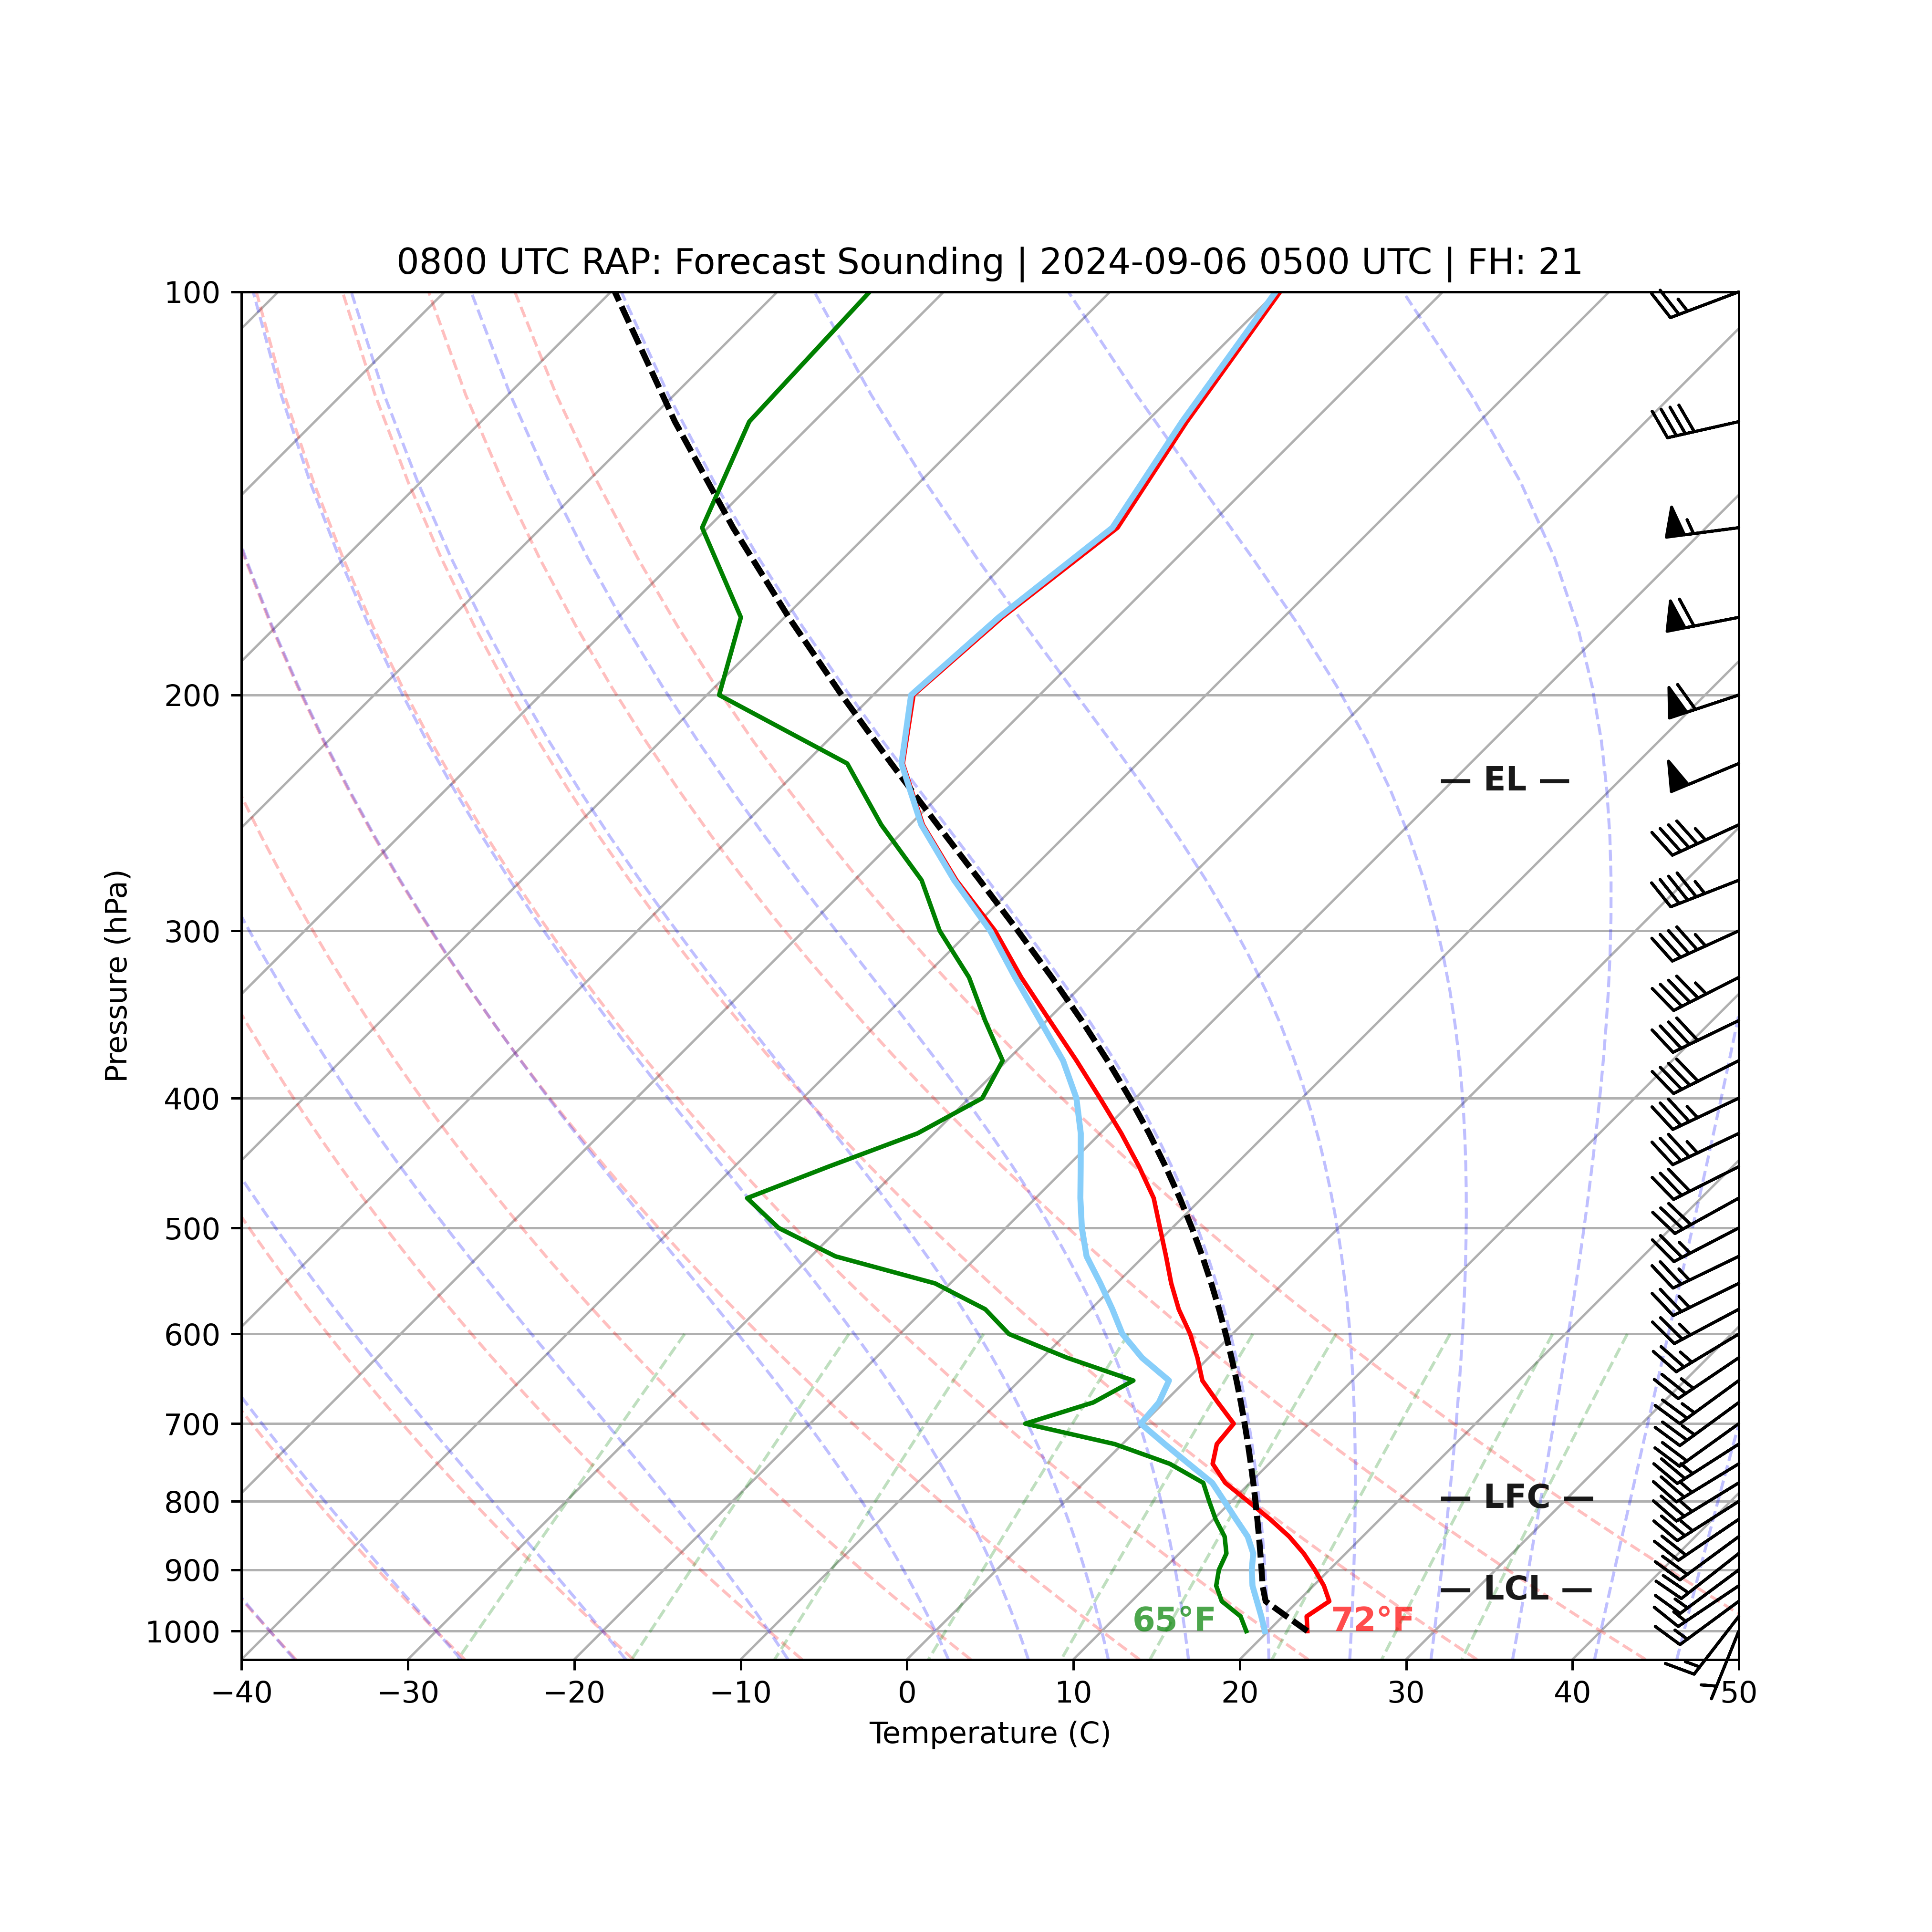 0800 UTC RAP: Forecast Sounding | 2024-09-06 0500 UTC | FH: 21
100
200
— EL —
Pressure (hPa)
300
400
500
600
700
800
— LFC —
900
— LCL —
65°F
72°F
1000
−40 −30 −20 −10 0 10 20 30 40 50
Temperature (C)